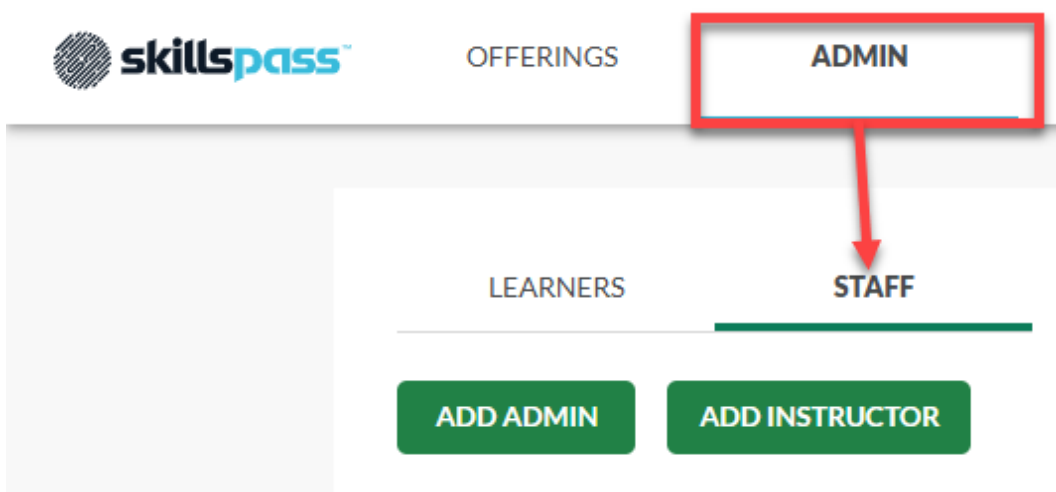 skillspass™ OFFERINGS ADMIN
LEARNERS STAFF
ADD ADMIN ADD INSTRUCTOR